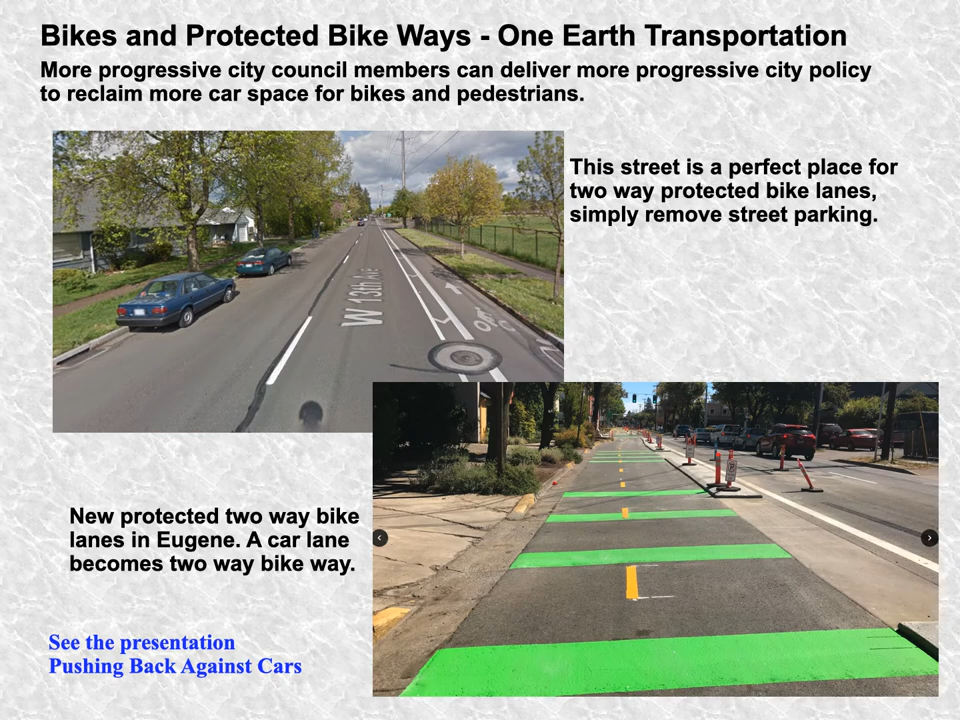 Bikes and Protected Bike Ways - One Earth Transportation
More progressive city council members can deliver more progressive city policy
to reclaim more car space for bikes and pedestrians.
This street is a perfect place for
two way protected bike lanes,
simply remove street parking.
W 13th Ave
New protected two way bike
lanes in Eugene. A car lane
becomes two way bike way.
See the presentation
Pushing Back Against Cars